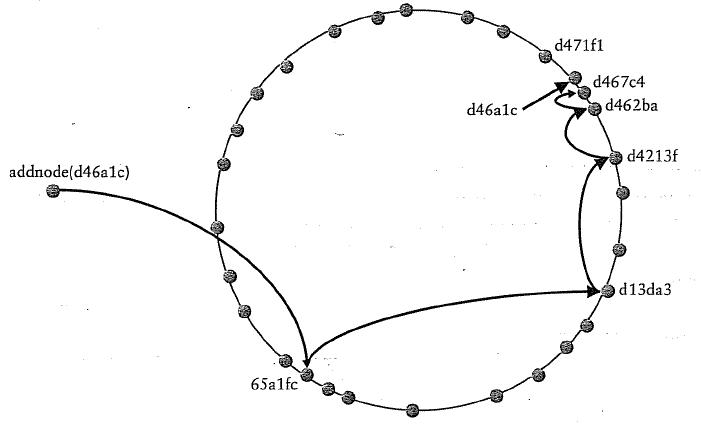 d471f1
d467c4
d46a1c
d462ba
d4213f
addnode(d46a1c)
d13da3
65a1fc